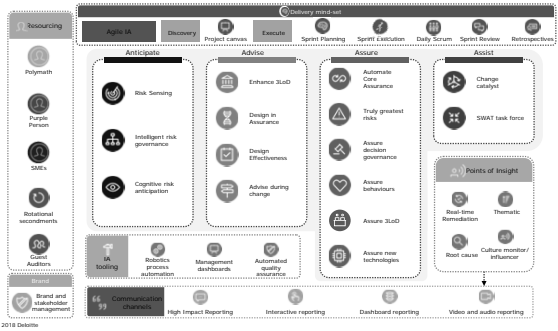 Delivery mind-set
Resourcing
Polymath
Purple
Person
SMEs
Rotational
secondments
Guest
Auditors
Brand
Brand and
stakeholder
management
Agile IA
Discovery
Project canvas
Execute
Sprint Planning
Sprint Execution
Daily Scrum
Sprint Review
Retrospectives
Anticipate
Risk Sensing
Intelligent risk
governance
Cognitive risk
anticipation
Advise
Enhance 3LoD
Design in
Assurance
Design
Effectiveness
Advise during
change
Assure
Automate
Core
Assurance
Truly greatest
risks
Assure
decision
governance
Assure
behaviours
Assure 3LoD
Assure new
technologies
Assist
Change
catalyst
SWAT task force
Points of Insight
Real-time
Remediation
Thematic
Root cause
Culture monitor/
influencer
IA
tooling
Robotics
process
automation
Management
dashboards
Automated
quality
assurance
Communication
channels
High Impact Reporting
Interactive reporting
Dashboard reporting
Video and audio reporting
2018 Deloitte